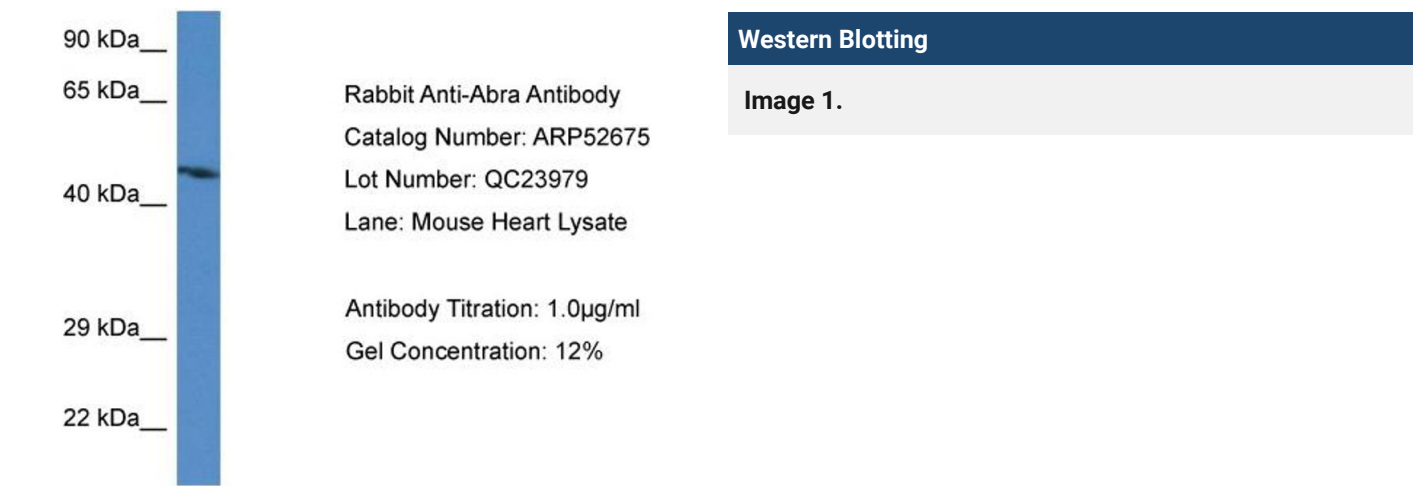 90 kDa__
65 kDa__
40 kDa__
29 kDa__
22 kDa__
Rabbit Anti-Abra Antibody
Catalog Number: ARP52675
Lot Number: QC23979
Lane: Mouse Heart Lysate
Antibody Titration: 1.0µg/ml
Gel Concentration: 12%
Western Blotting
Image 1.